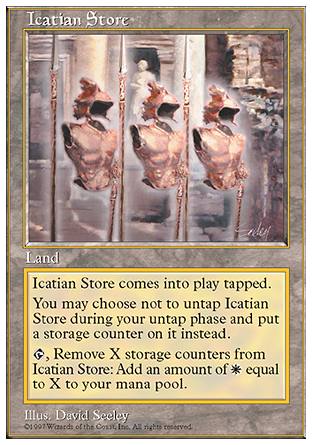 Icatian Store
Seeley
Land
Icatian Store comes into play tapped.
You may choose not to untap Icatian
Store during your untap phase and put
a storage counter on it instead.
, Remove X storage counters from
Icatian Store: Add an amount of equal
to X to your mana pool.
Illus. David Seeley
©1997 Wizards of the Coast, Inc. All rights reserved.